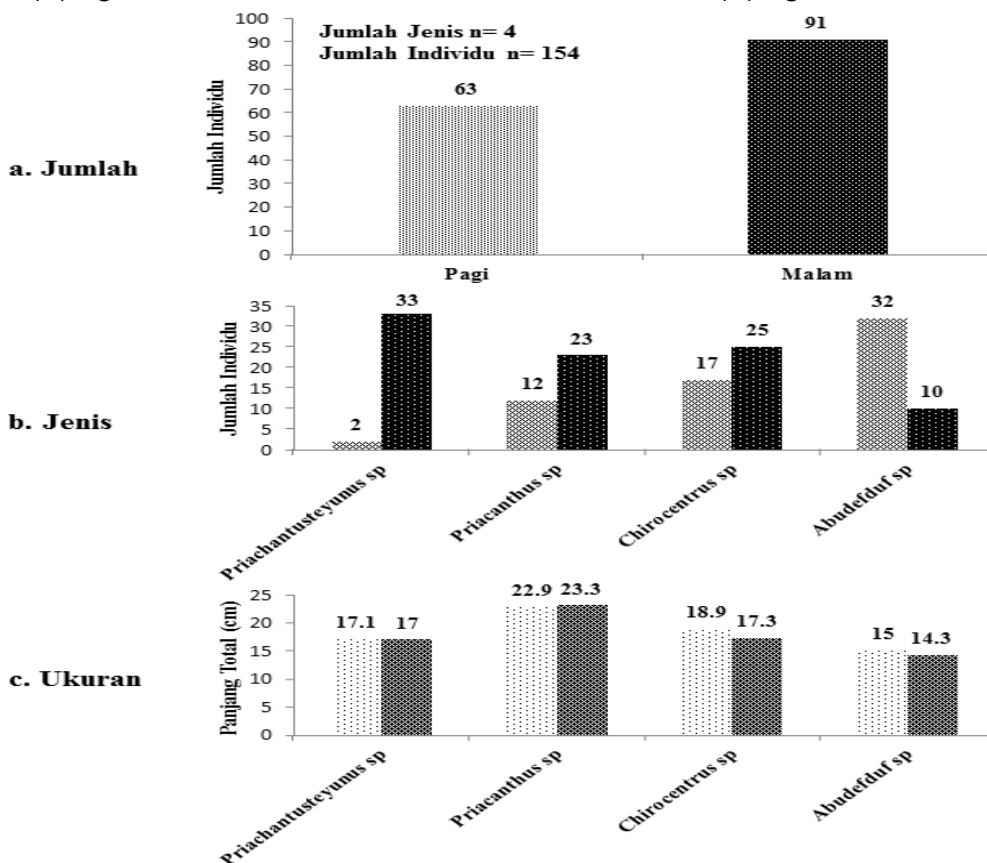 Jumlah Jenis n= 4
Jumlah Individu n= 154
a. Jumlah
Jumlah Individu
100
90
80
70
60
50
40
30
20
10
0
63
91
Pagi
Malam
b. Jenis
Jumlah Individu
35
30
25
20
15
10
5
0
2
33
12
23
17
25
32
10
Priachantusteyunus sp
Priacanthus sp
Chirocentrus sp
Abudefduf sp
c. Ukuran
Panjang Total (cm)
25
20
15
10
5
0
17.1
17
22.9
23.3
18.9
17.3
15
14.3
Priachantusteyunus sp
Priacanthus sp
Chirocentrus sp
Abudefduf sp